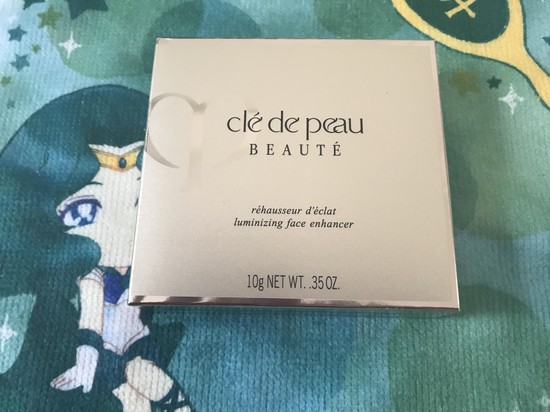 clé de peau
BEAUTÉ
réhausseur d'éclat
luminizing face enhancer
10g NET WT. .35 OZ.